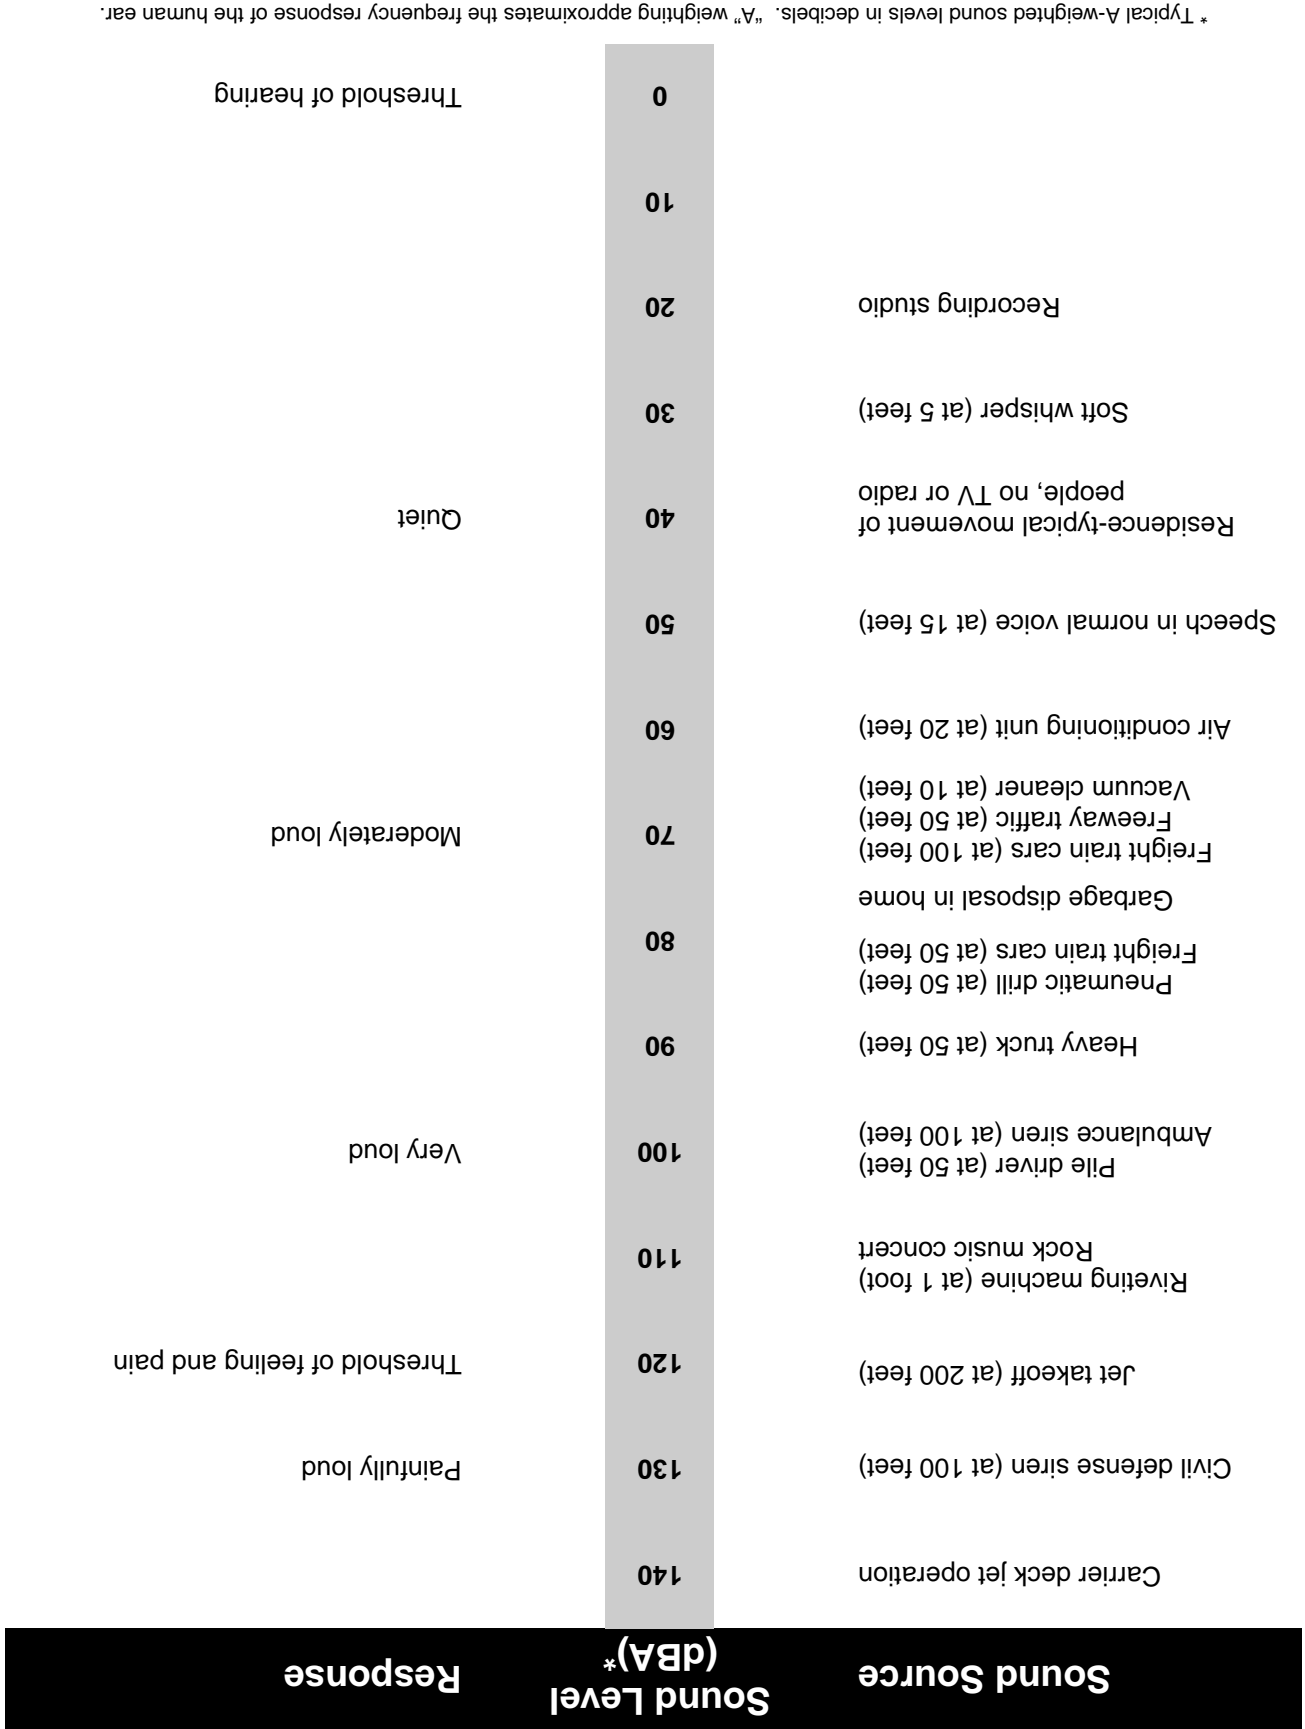 Sound Source
Sound Level
(dBA)*
Response
Carrier deck jet operation
140
Civil defense siren (at 100 feet)
130
Painfully loud
Jet takeoff (at 200 feet)
120
Threshold of feeling and pain
Riveting machine (at 1 foot)
Rock music concert
110
Pile driver (at 50 feet)
Ambulance siren (at 100 feet)
100
Very loud
Heavy truck (at 50 feet)
90
Pneumatic drill (at 50 feet)
Freight train cars (at 50 feet)
80
Garbage disposal in home
Freight train cars (at 100 feet)
Freeway traffic (at 50 feet)
Vacuum cleaner (at 10 feet)
70
Moderately loud
Air conditioning unit (at 20 feet)
60
Speech in normal voice (at 15 feet)
50
Residence-typical movement of
people, no TV or radio
40
Quiet
Soft whisper (at 5 feet)
30
Recording studio
20
10
0
Threshold of hearing
* Typical A-weighted sound levels in decibels. “A” weighting approximates the frequency response of the human ear.